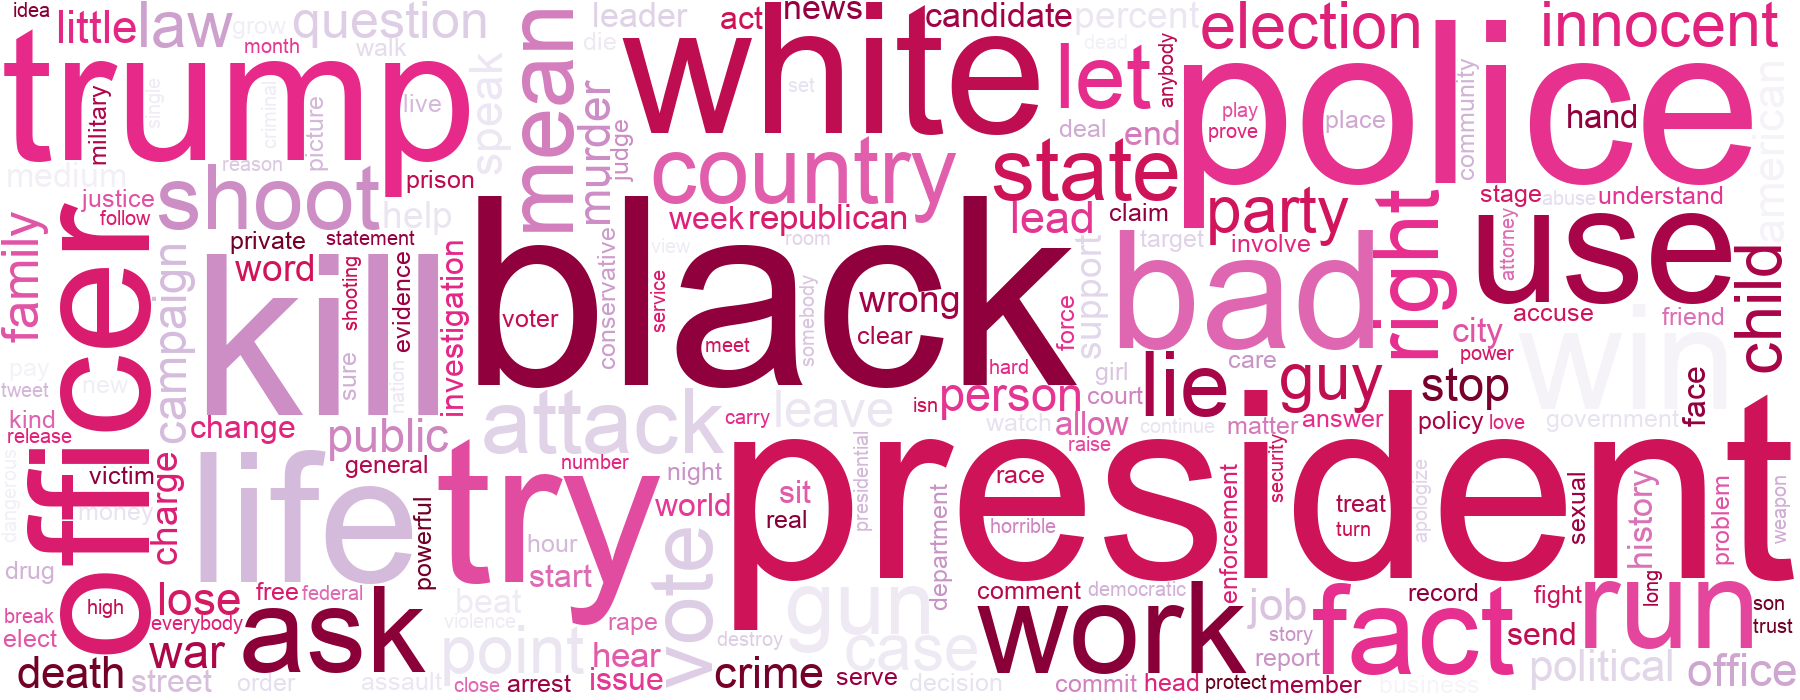 idea
little
law
grow
question
month
walk
leader
die
act
news
candidate
percent
dead
election
innocent
trump
military
single
criminal
picture
live
speak
mean
murder
judge
white
set
let
anybody
deal
end
police
play
prove
place
community
hand
american
medium
reason
justice
follow
shoot
prison
help
country
state
week
republican
lead
claim
party
stage
abuse
understand
officer
family
private
statement
campaign
word
shooting
evidence
investigation
kill
sure
nation
black
voter
conservative
view
service
room
meet
somebody
wrong
clear
force
support
target
involve
bad
right
attorney
use
accuse
friend
child
pay
tweet
new
kind
release
change
public
general
attack
carry
leave
isn
person
hard
girl
care
court
watch
allow
raise
continue
lie
guy
matter
answer
city
power
stop
policy
love
win
government
face
dangerous
victim
money
charge
life
powerful
try
number
night
world
president
sit
real
presidential
race
horrible
department
enforcement
security
treat
turn
apologize
sexual
history
problem
weapon
drug
hour
start
vote
break
elect
high
lose
everybody
free
federal
ask
beat
violence
point
rape
destroy
gun
case
comment
democratic
work
job
story
report
fact
record
fight
send
run
long
son
trust
death
war
street
order
assault
close
arrest
hear
issue
crime
serve
decision
commit
head
protect
member
business
political
office